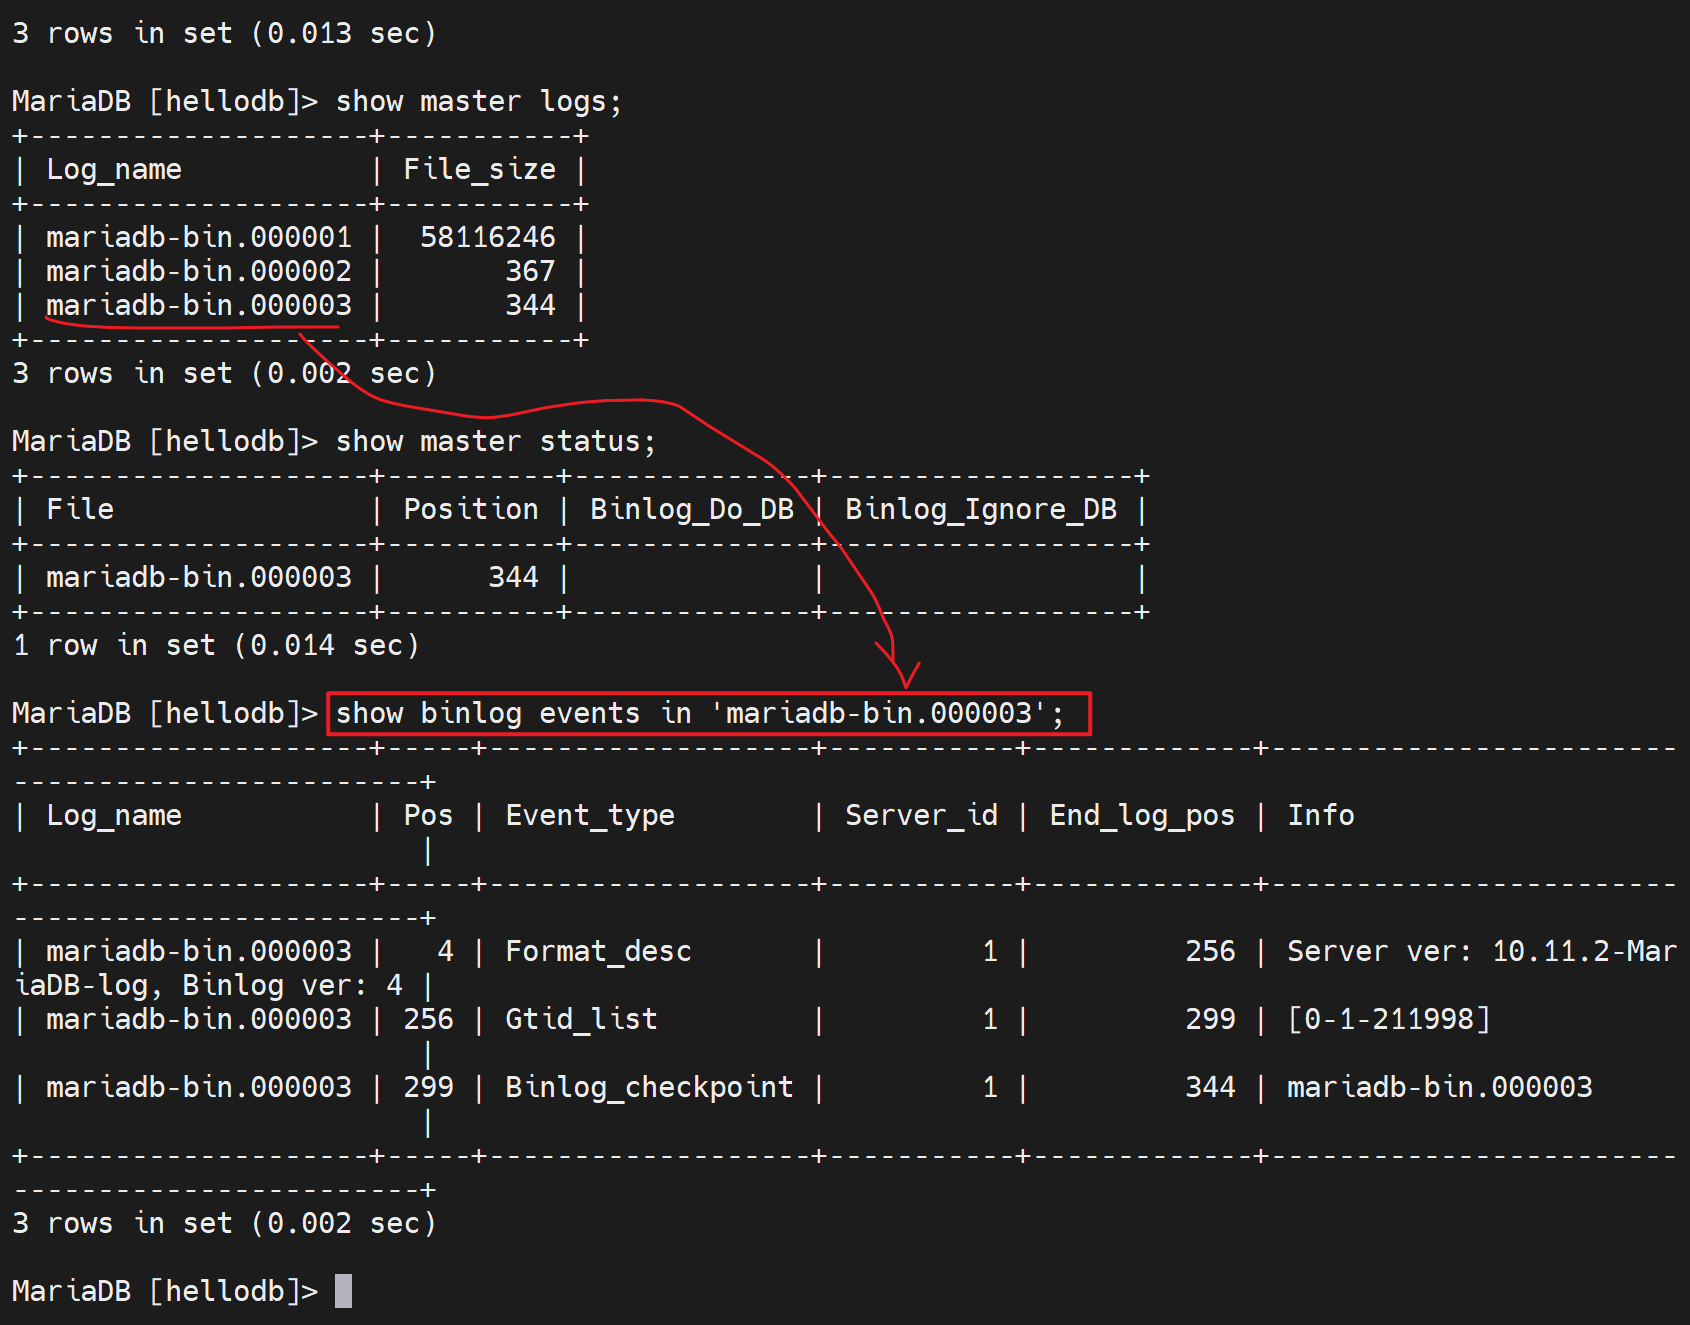 3 rows in set (0.013 sec)
MariaDB [hellodb]> show master logs;
+--------------------+-----------+
| Log_name           | File_size |
+--------------------+-----------+
| mariadb-bin.000001 |  58116246 |
| mariadb-bin.000002 |       367 |
| mariadb-bin.000003 |       344 |
+--------------------+-----------+
3 rows in set (0.002 sec)
MariaDB [hellodb]> show master status;
+--------------------+----------+--------------+------------------+
| File               | Position | Binlog_Do_DB | Binlog_Ignore_DB |
+--------------------+----------+--------------+------------------+
| mariadb-bin.000003 |      344 |              |                  |
+--------------------+----------+--------------+------------------+
1 row in set (0.014 sec)
MariaDB [hellodb]> show binlog events in 'mariadb-bin.000003';
+--------------------+-----+-------------------+-----------+-------------+------------------------
------------------------+
| Log_name           | Pos | Event_type        | Server_id | End_log_pos | Info
                        |
+--------------------+-----+-------------------+-----------+-------------+------------------------
------------------------+
| mariadb-bin.000003 |   4 | Format_desc       |         1 |         256 | Server ver: 10.11.2-Mar
iaDB-log, Binlog ver: 4 |
| mariadb-bin.000003 | 256 | Gtid_list         |         1 |         299 | [0-1-211998]
                        |
| mariadb-bin.000003 | 299 | Binlog_checkpoint |         1 |         344 | mariadb-bin.000003
                        |
+--------------------+-----+-------------------+-----------+-------------+------------------------
------------------------+
3 rows in set (0.002 sec)
MariaDB [hellodb]>